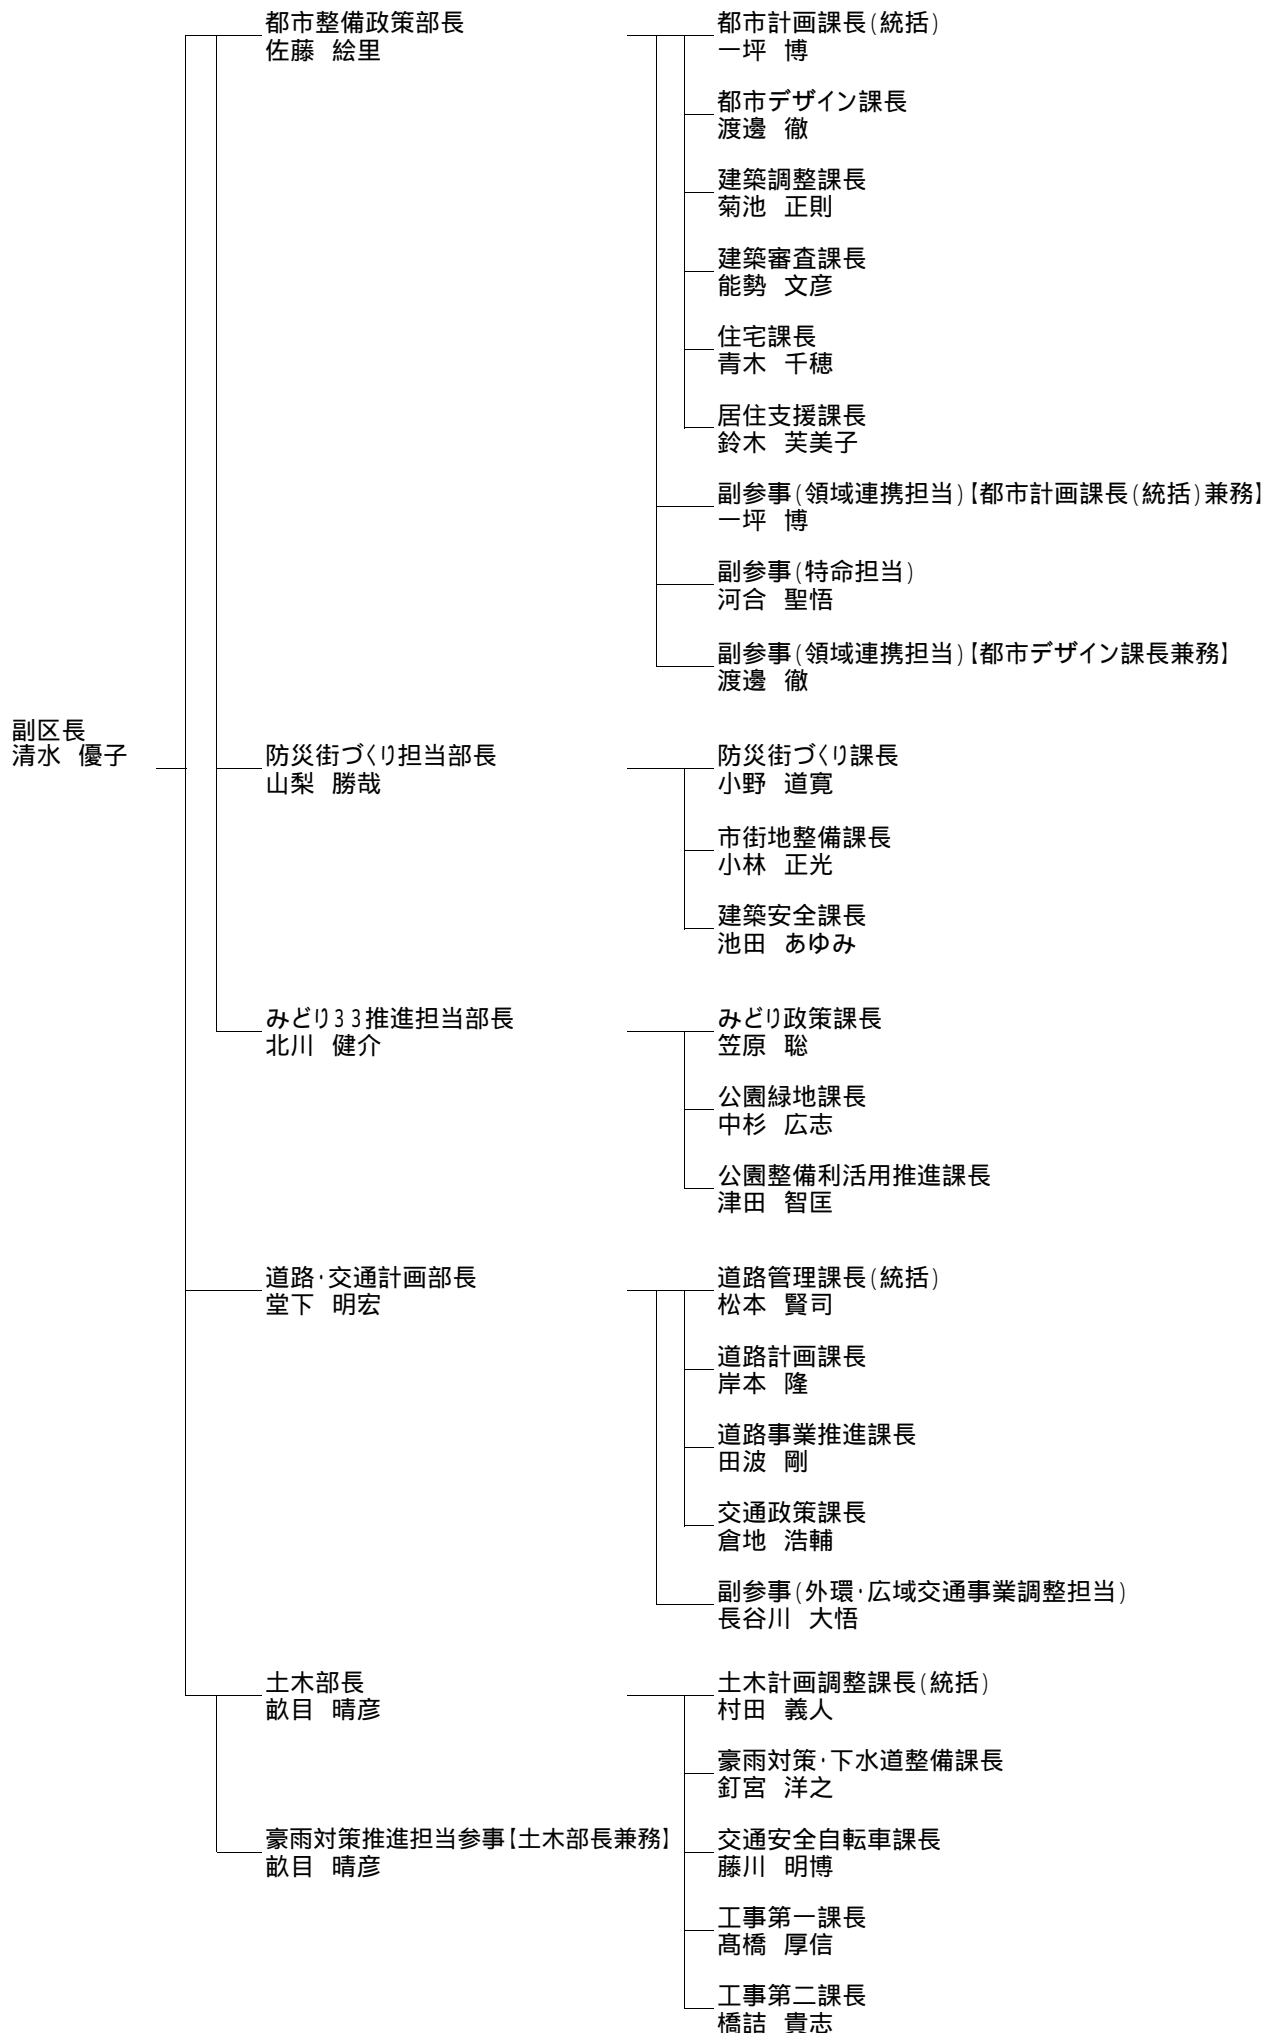 副区長
清水 優子
都市整備政策部長
佐藤 絵里
都市計画課長(統括)
一坪 博
都市デザイン課長
渡邊 徹
建築調整課長
菊池 正則
建築審査課長
能勢 文彦
住宅課長
青木 千穂
居住支援課長
鈴木 芙美子
副参事(領域連携担当)【都市計画課長(統括)兼務】
一坪 博
副参事(特命担当)
河合 聖悟
副参事(領域連携担当)【都市デザイン課長兼務】
渡邊 徹
防災街づくり担当部長
山梨 勝哉
防災街づくり課長
小野 道寛
市街地整備課長
小林 正光
建築安全課長
池田 あゆみ
みどり33推進担当部長
北川 健介
みどり政策課長
笠原 聡
公園緑地課長
中杉 広志
公園整備利活用推進課長
津田 智匡
道路・交通計画部長
堂下 明宏
道路管理課長(統括)
松本 賢司
道路計画課長
岸本 隆
道路事業推進課長
田波 剛
交通政策課長
倉地 浩輔
副参事(外環・広域交通事業調整担当)
長谷川 大悟
土木部長
畝目 晴彦
土木計画調整課長(統括)
村田 義人
豪雨対策・下水道整備課長
釘宮 洋之
豪雨対策推進担当参事【土木部長兼務】
畝目 晴彦
交通安全自転車課長
藤川 明博
工事第一課長
髙橋 厚信
工事第二課長
橋詰 貴志